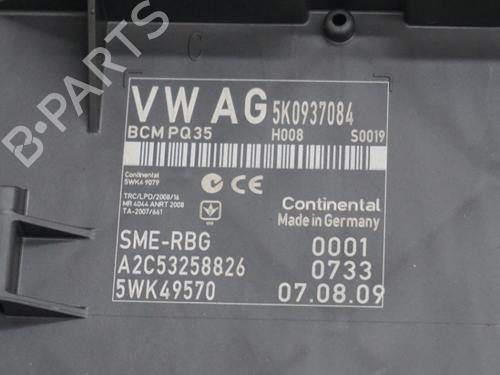 B-PARTS
C
VW AG 5K0937084
BCM PQ35 H008 S0019
Continental
5WK4 9079
TRC/LPD/2008/16
MR 4044 ANRT 2008
TA-2007/661
CE
Continental
Made in Germany
SME-RBG 0001
A2C53258826 0733
5WK49570 07.08.09